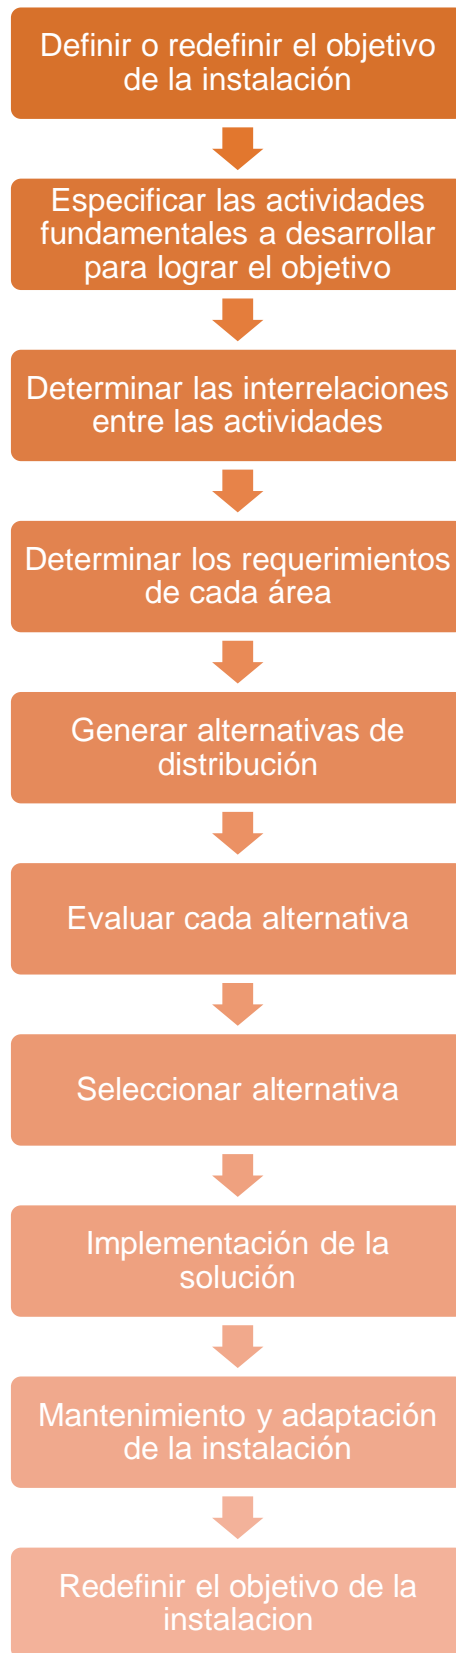 Definir o redefinir el objetivo
de la instalación
Especificar las actividades
fundamentales a desarrollar
para lograr el objetivo
Determinar las interrelaciones
entre las actividades
Determinar los requerimientos
de cada área
Generar alternativas de
distribución
Evaluar cada alternativa
Seleccionar alternativa
Implementación de la
solución
Mantenimiento y adaptación
de la instalación
Redefinir el objetivo de la
instalacion